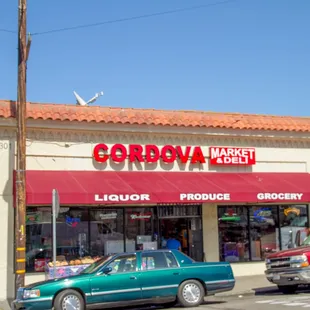 CORDOVA MARKET
& DELI
LIQUOR PRODUCE GROCERY